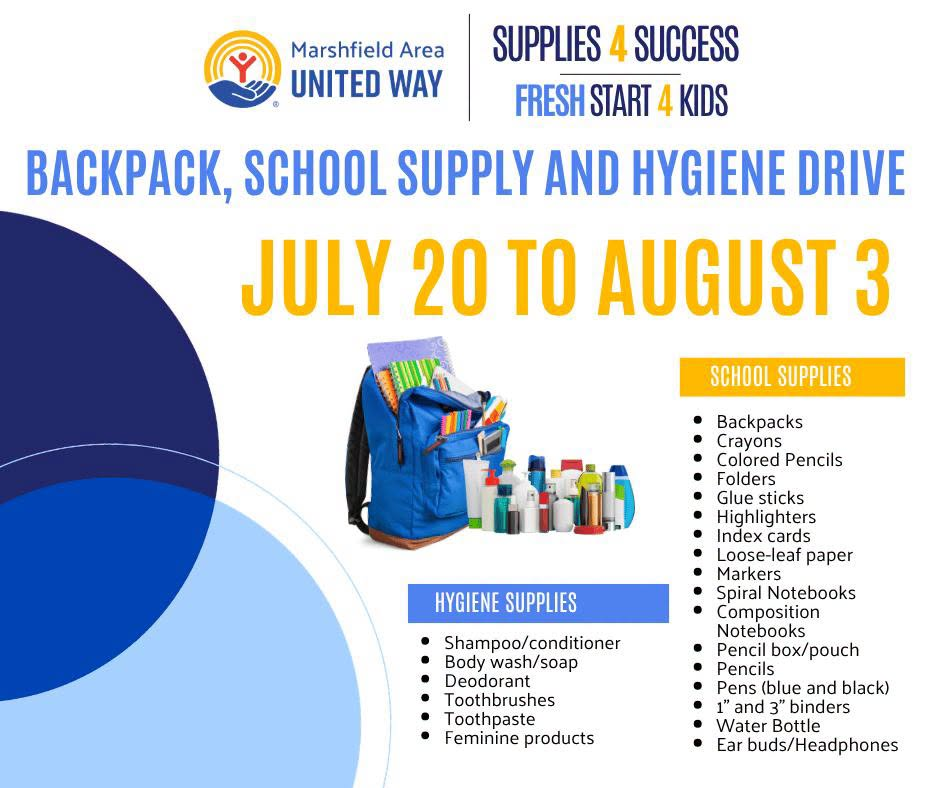 Marshfield Area
UNITED WAY
®
SUPPLIES 4 SUCCESS
FRESH START 4 KIDS
BACKPACK, SCHOOL SUPPLY AND HYGIENE DRIVE
JULY 20 TO AUGUST 3
HYGIENE SUPPLIES
• Shampoo/conditioner
• Body wash/soap
• Deodorant
• Toothbrushes
• Toothpaste
• Feminine products
SCHOOL SUPPLIES
• Backpacks
• Crayons
• Colored Pencils
• Folders
• Glue sticks
• Highlighters
• Index cards
• Loose-leaf paper
• Markers
• Spiral Notebooks
• Composition
Notebooks
• Pencil box/pouch
• Pencils
• Pens (blue and black)
• 1” and 3” binders
• Water Bottle
• Ear buds/Headphones